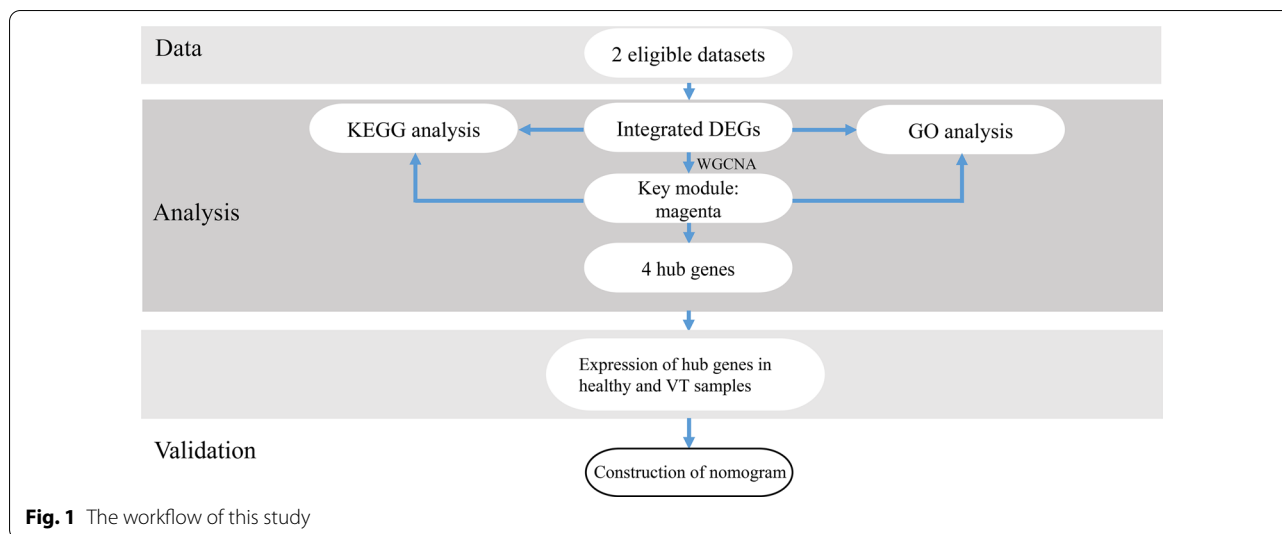 Data
2 eligible datasets
KEGG analysis
Integrated DEGs
GO analysis
WGCNA
Key module:
magenta
Analysis
4 hub genes
Expression of hub genes in
healthy and VT samples
Validation
Construction of nomogram
Fig. 1 The workflow of this study